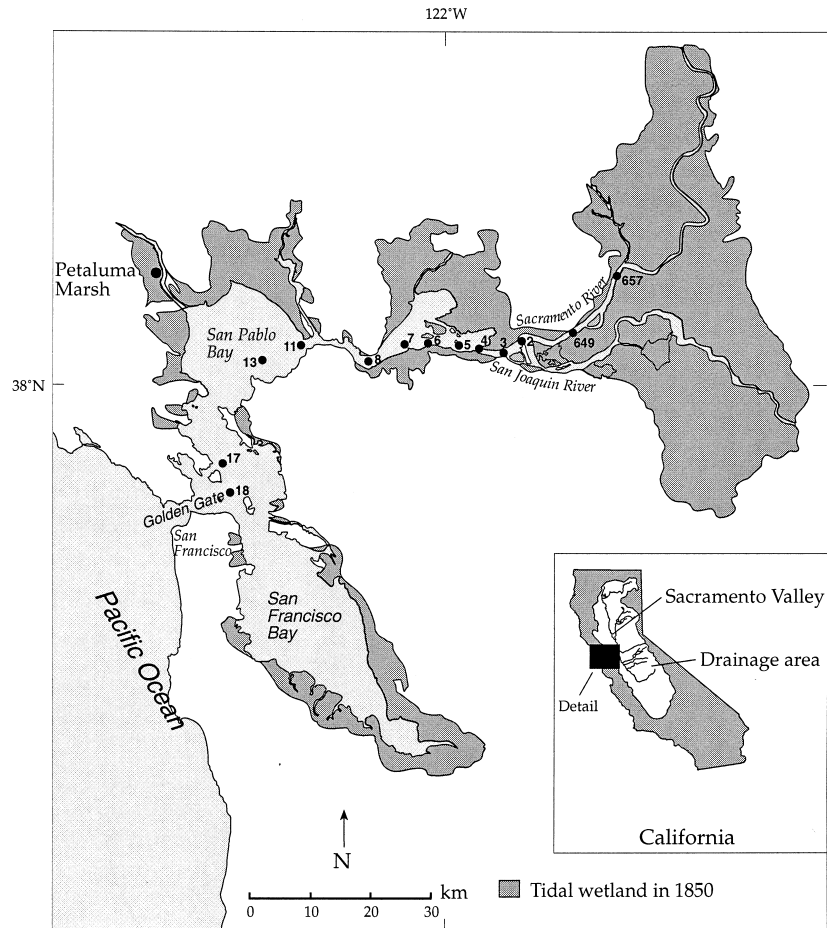 122°W
Petaluma
Marsh
San Pablo
Bay
11
13
8
7
6
5
4
3
2
649
657
Sacramento River
San Joaquin River
38°N
17
18
Golden Gate
San
Francisco
San
Francisco
Bay
Pacific Ocean
Sacramento Valley
Drainage area
Detail
California
N
km
0 10 20 30
Tidal wetland in 1850